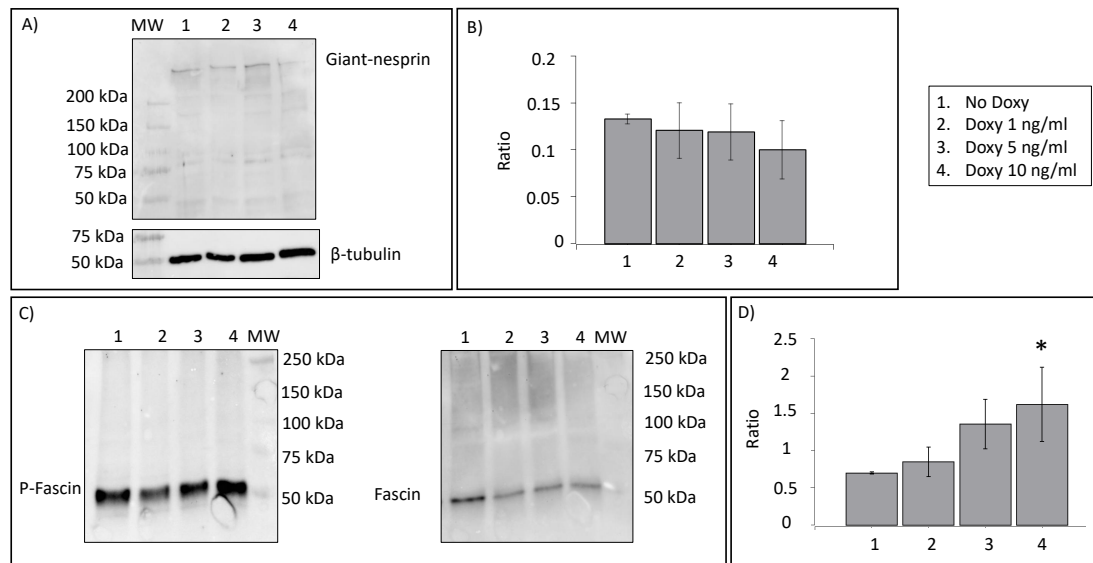 A)
MW 1 2 3 4
Giant-nesprin
200 kDa
150 kDa
100 kDa
75 kDa
50 kDa
75 kDa
50 kDa
β-tubulin
B)
0.2
0.15
0.1
0.05
0
Ratio
1 2 3 4
1. No Doxy
2. Doxy 1 ng/ml
3. Doxy 5 ng/ml
4. Doxy 10 ng/ml
C)
1 2 3 4 MW
250 kDa
150 kDa
100 kDa
75 kDa
50 kDa
P-Fascin
1 2 3 4 MW
250 kDa
150 kDa
100 kDa
75 kDa
50 kDa
Fascin
D)
2.5
2
1.5
1
0.5
0
Ratio
*
1 2 3 4